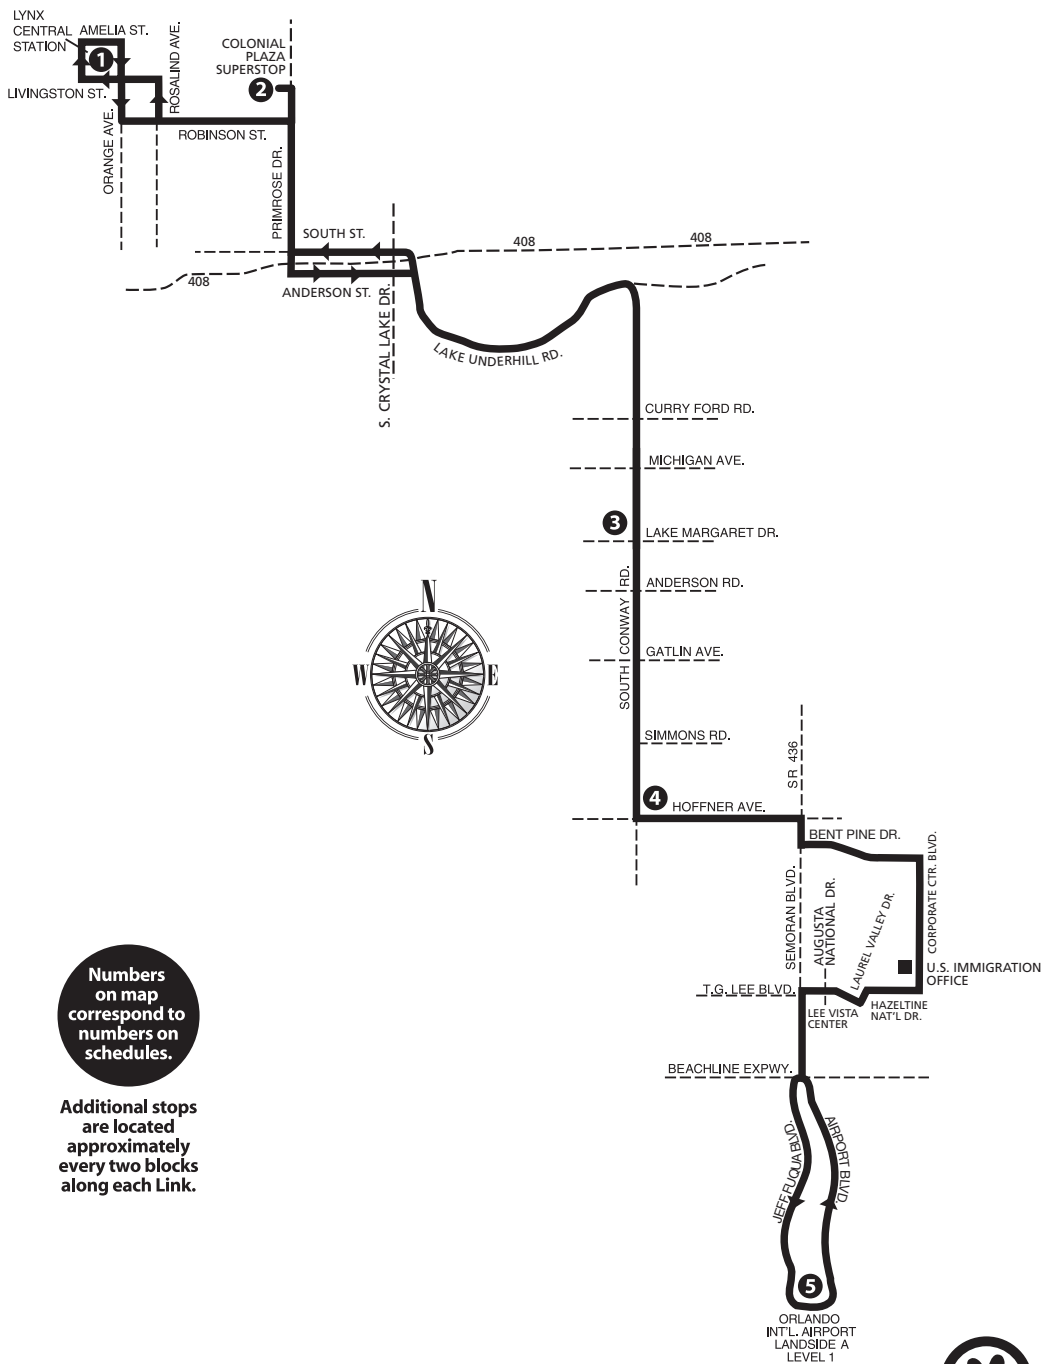 LYNX
CENTRAL
STATION
AMELIA ST.
1
LIVINGSTON ST.
ROSALIND AVE.
ORANGE AVE.
COLONIAL
PLAZA
SUPERSTOP
2
ROBINSON ST.
PRIMROSE DR.
SOUTH ST.
408
408
408
ANDERSON ST.
S. CRYSTAL LAKE DR.
LAKE UNDERHILL RD.
CURRY FORD RD.
MICHIGAN AVE.
3
LAKE MARGARET DR.
ANDERSON RD.
SOUTH CONWAY RD.
GATLIN AVE.
N
W
E
S
SIMMONS RD.
SR 436
4
HOFFNER AVE.
BENT PINE DR.
CORPORATE CTR. BLVD.
SEMORAN BLVD.
AUGUSTA
NATIONAL DR.
LAUREL VALLEY DR.
U.S. IMMIGRATION
OFFICE
T.G. LEE BLVD.
LEE VISTA
CENTER
HAZELTINE
NAT'L DR.
BEACHLINE EXPWY.
JEFF FUQUA BLVD.
AIRPORT BLVD.
5
ORLANDO
INT'L. AIRPORT
LANDSIDE A
LEVEL 1
Numbers
on map
correspond to
numbers on
schedules.
Additional stops
are located
approximately
every two blocks
along each Link.